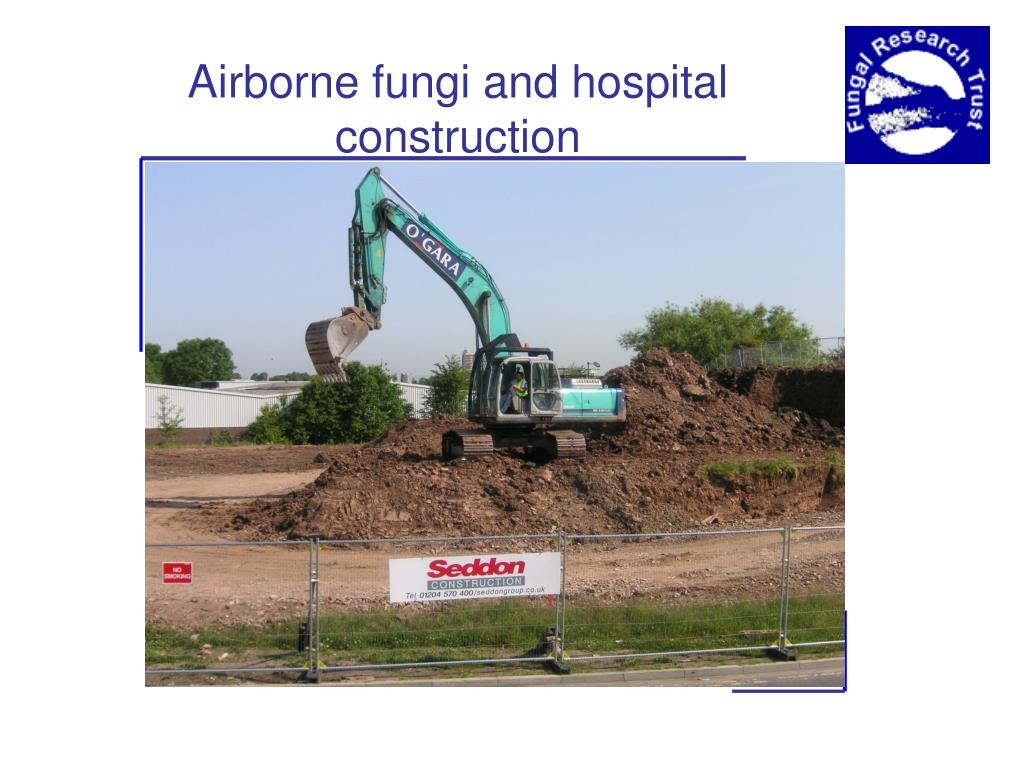 Airborne fungi and hospital
construction
Fungal Research Trust
O'GARA
NO
SMOKING
Seddon
CONSTRUCTION
Tel 01204 570 400/seddongroup.co.uk